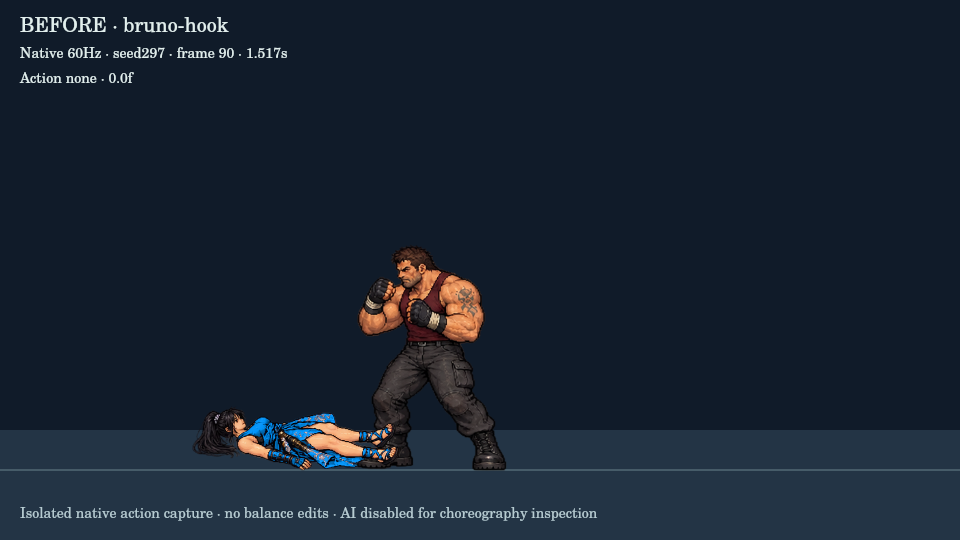 BEFORE · bruno-hook
Native 60Hz · seed297 · frame 90 · 1.517s
Action none · 0.0f
Isolated native action capture · no balance edits · AI disabled for choreography inspection